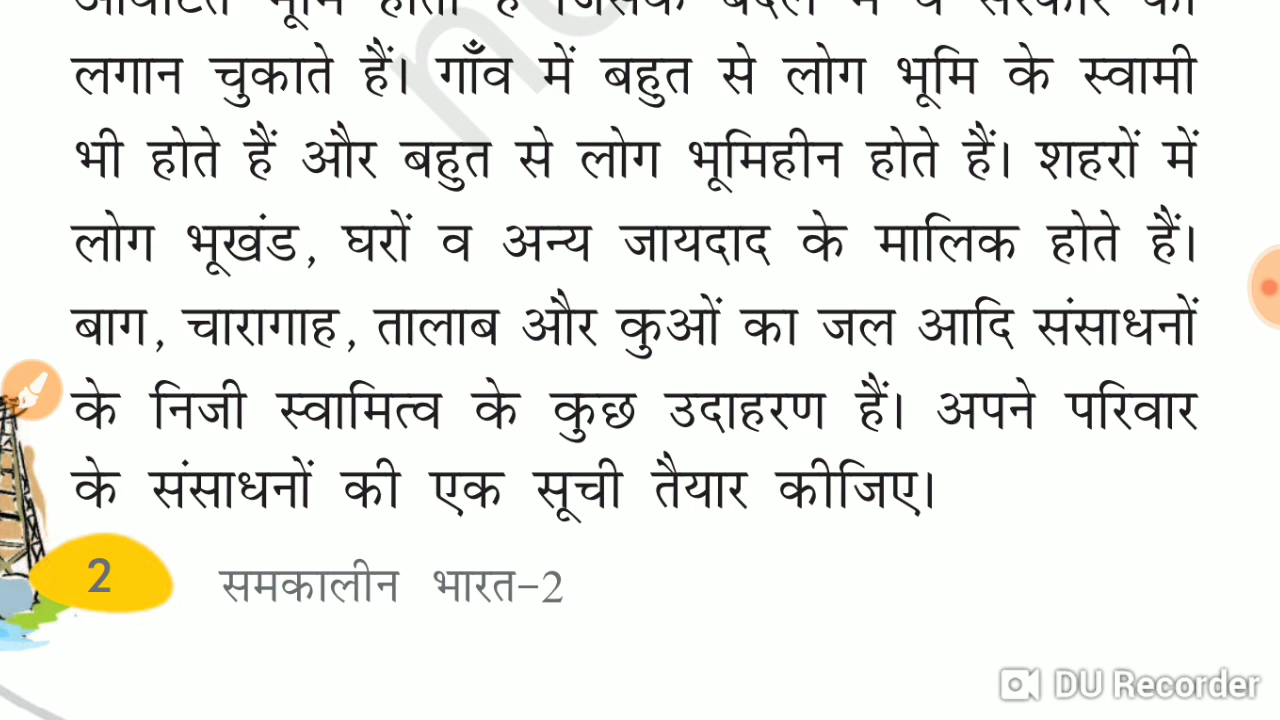 लगान चुकाते हैं। गाँव में बहुत से लोग भूमि के स्वामी
भी होते हैं और बहुत से लोग भूमिहीन होते हैं। शहरों में
लोग भूखंड, घरों व अन्य जायदाद के मालिक होते हैं।
बाग, चारागाह, तालाब और कुओं का जल आदि संसाधनों
के निजी स्वामित्व के कुछ उदाहरण हैं। अपने परिवार
के संसाधनों की एक सूची तैयार कीजिए।
2 समकालीन भारत-2
DU Recorder